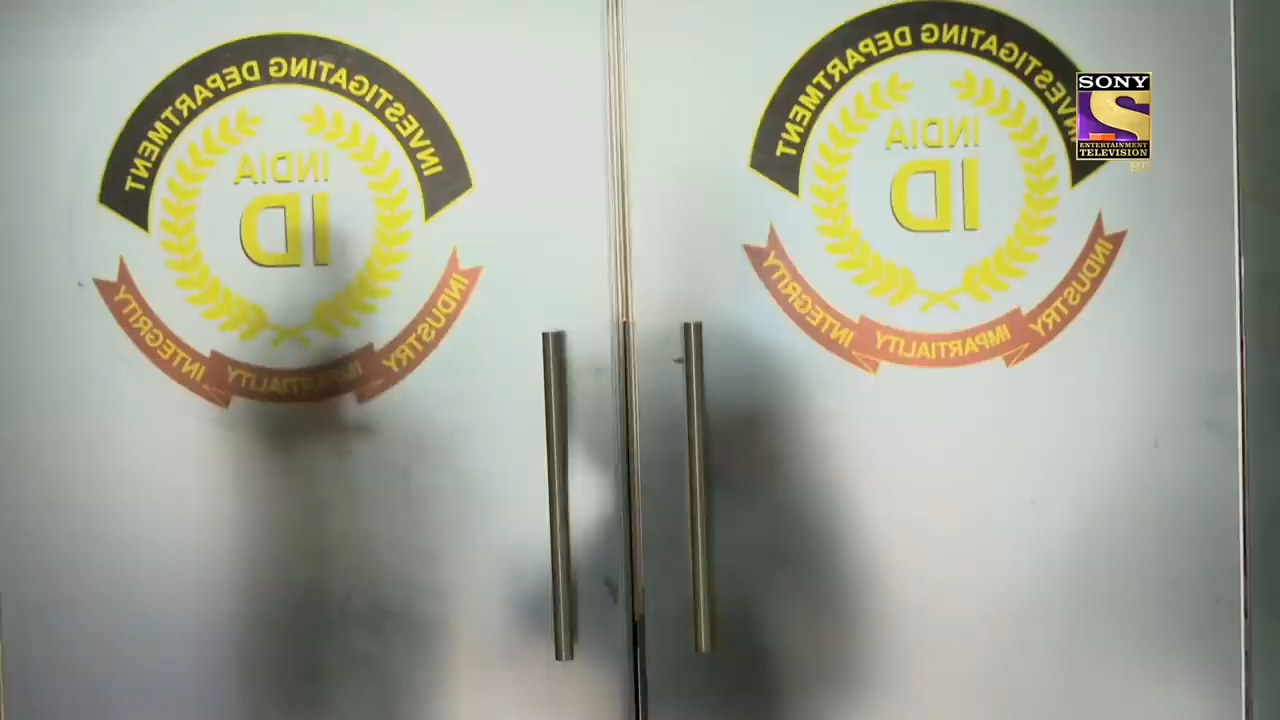 INVESTIGATING DEPARTMENT
INDIA
ID
INDUSTRY IMPARTIALITY INTEGRITY
INVESTIGATING DEPARTMENT
INDIA
ID
INDUSTRY IMPARTIALITY INTEGRITY
SONY
S
ENTERTAINMENT
TELEVISION
HD